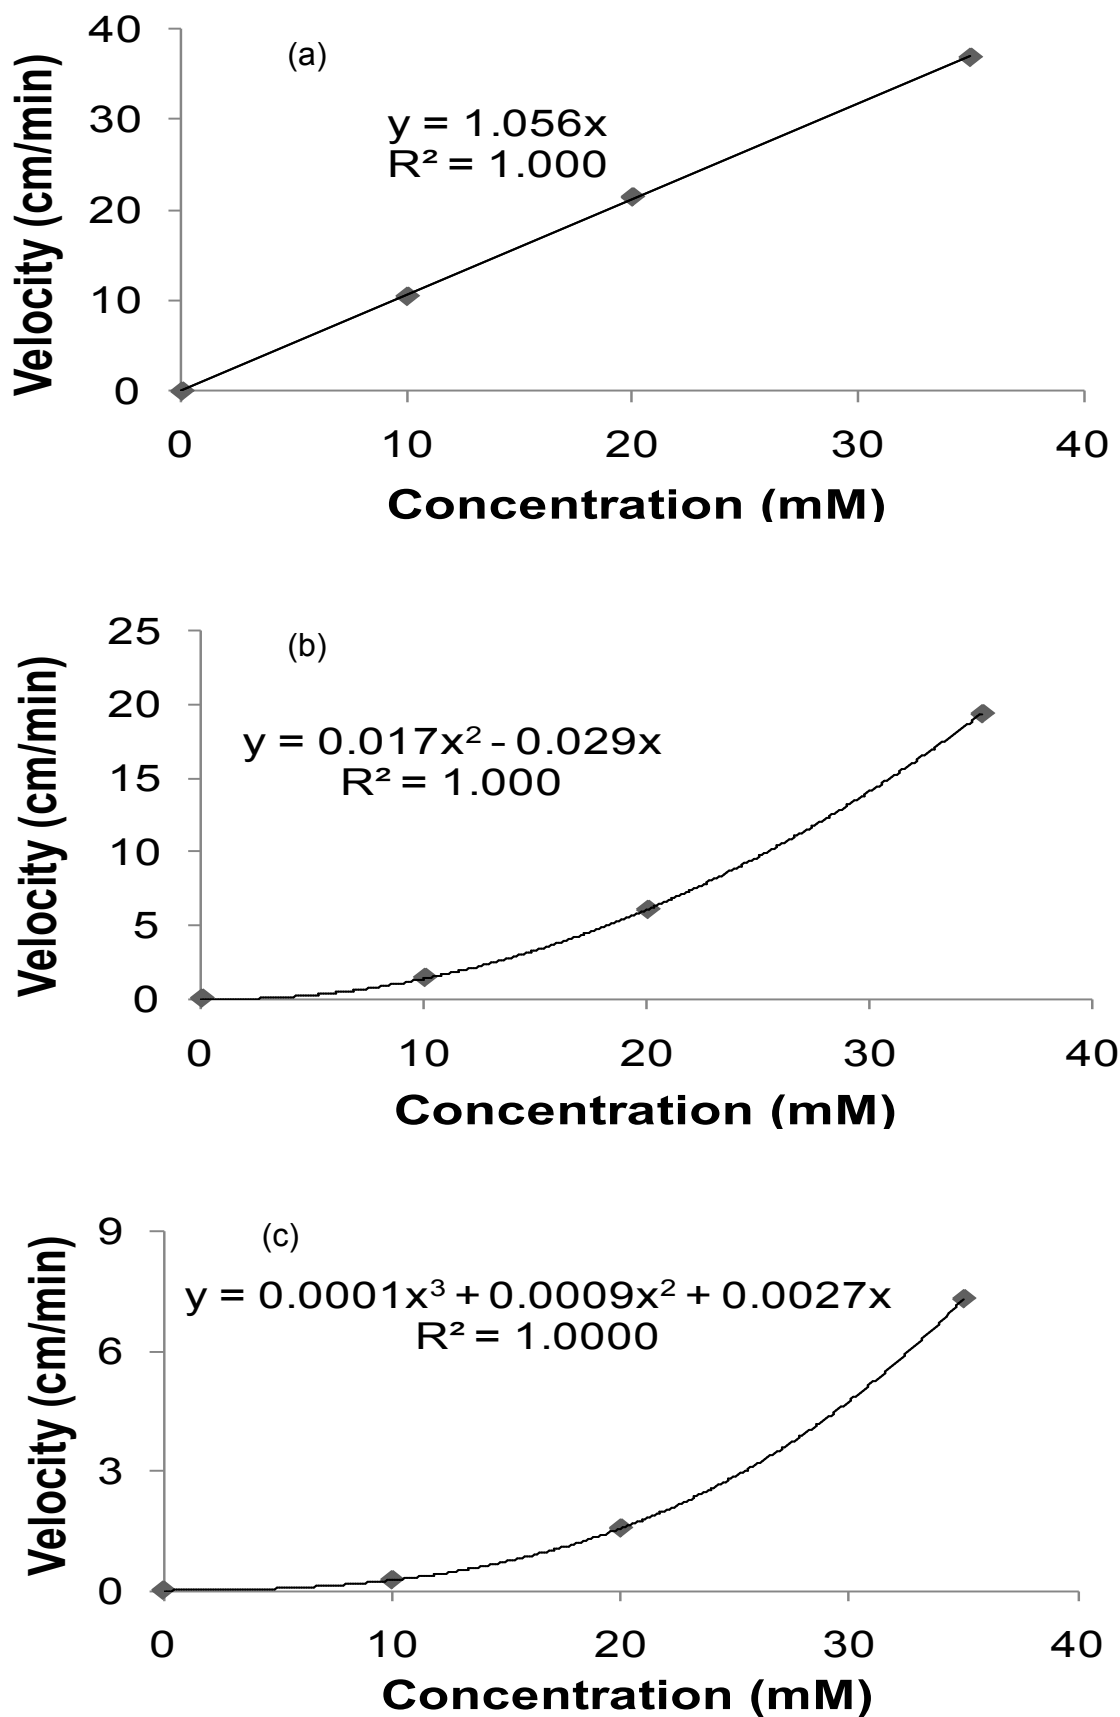 (a)
y = 1.056x
R² = 1.000
Velocity (cm/min)
40
30
20
10
0
0 10 20 30 40
Concentration (mM)
(b)
y = 0.017x² - 0.029x
R² = 1.000
Velocity (cm/min)
25
20
15
10
5
0
0 10 20 30 40
Concentration (mM)
(c)
y = 0.0001x³ + 0.0009x² + 0.0027x
R² = 1.0000
Velocity (cm/min)
9
6
3
0
0 10 20 30 40
Concentration (mM)